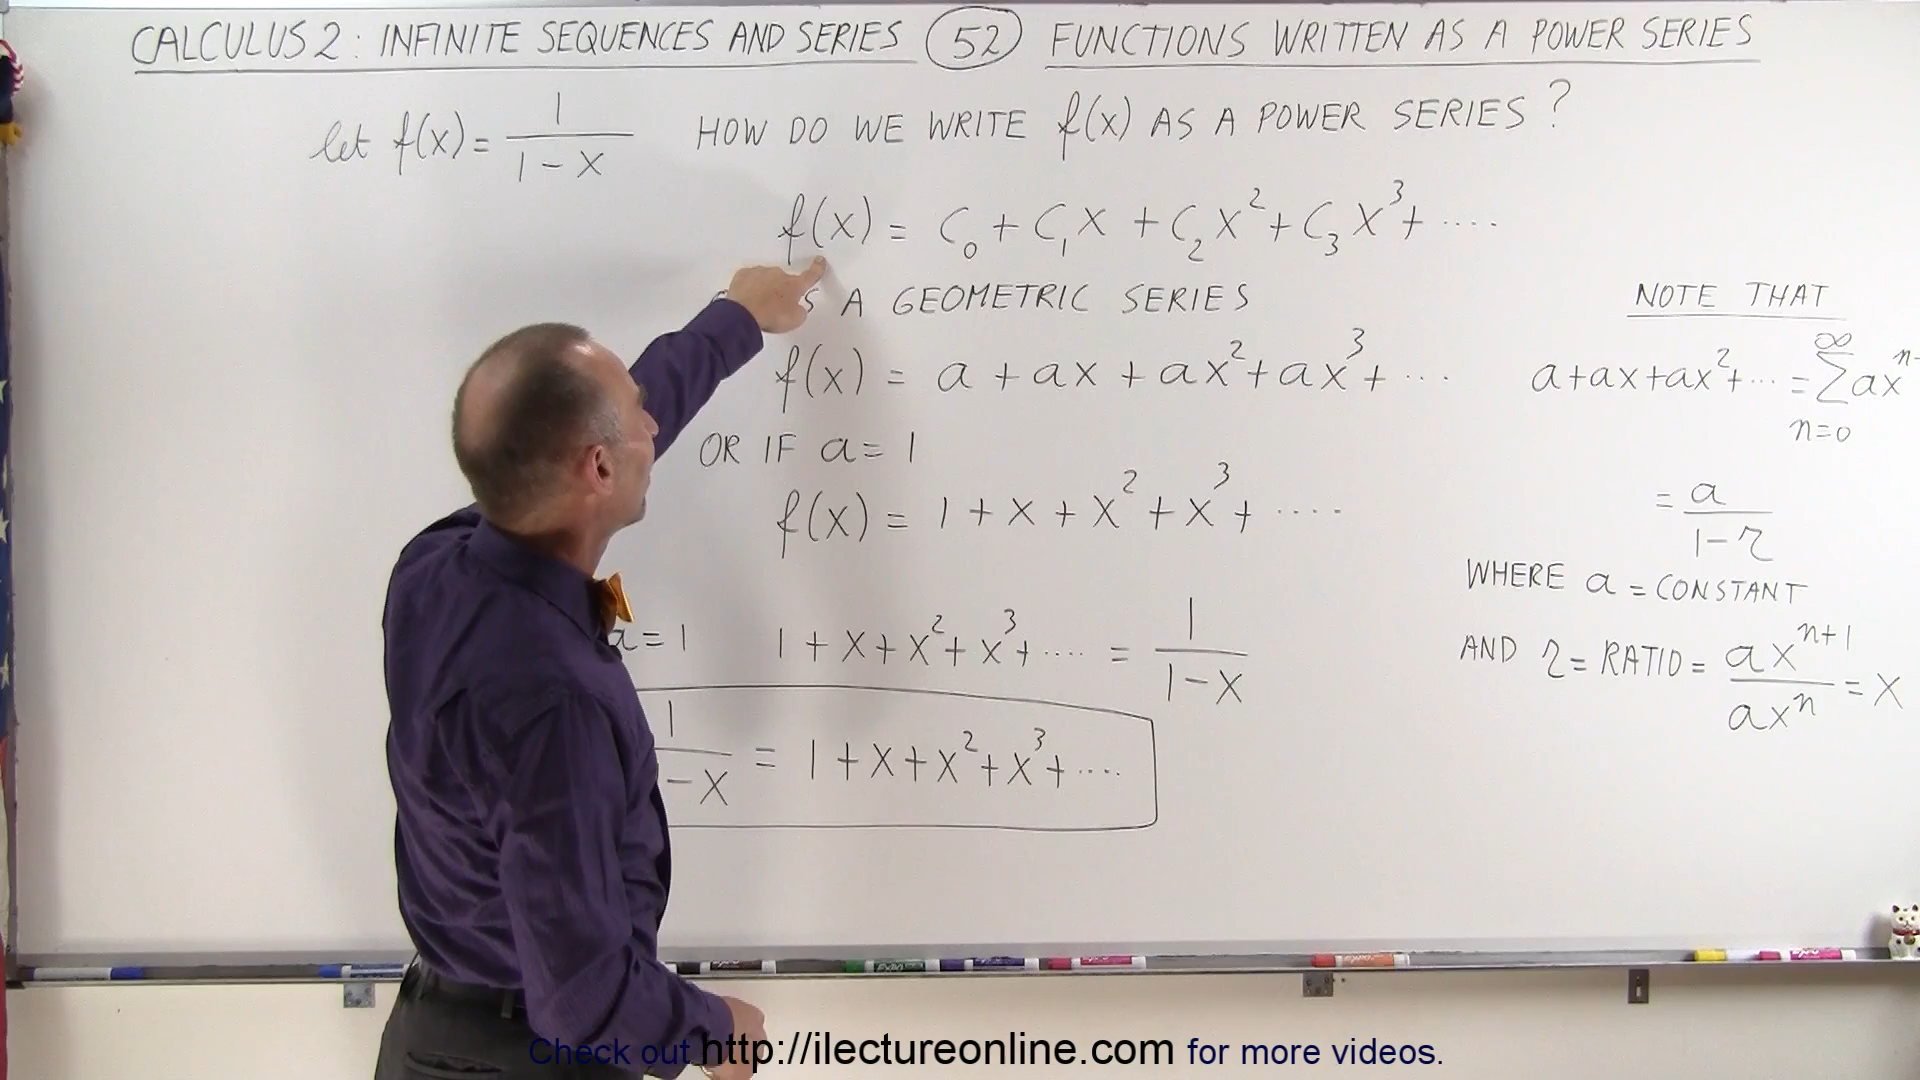 CALCULUS 2: INFINITE SEQUENCES AND SERIES (52) FUNCTIONS WRITTEN AS A POWER SERIES
let f(x) = 1/(1-x) HOW DO WE WRITE f(x) AS A POWER SERIES?
f(x) = C₀ + C₁x + C₂x² + C₃x³ + ....
A GEOMETRIC SERIES
f(x) = a + ax + ax² + ax³ + ...
OR IF a = 1
f(x) = 1 + x + x² + x³ + ....
a = 1 1 + x + x² + x³ + .... = 1/(1-x)
1/(-x) = 1 + x + x² + x³ + ....
NOTE THAT
a + ax + ax² + ... = ∑ n=0 ∞ axⁿ⁻
= a/(1-r)
WHERE a = CONSTANT
AND r = RATIO = axⁿ⁺¹/axⁿ = x
EXPO
Check out http://ilectureonline.com for more videos.